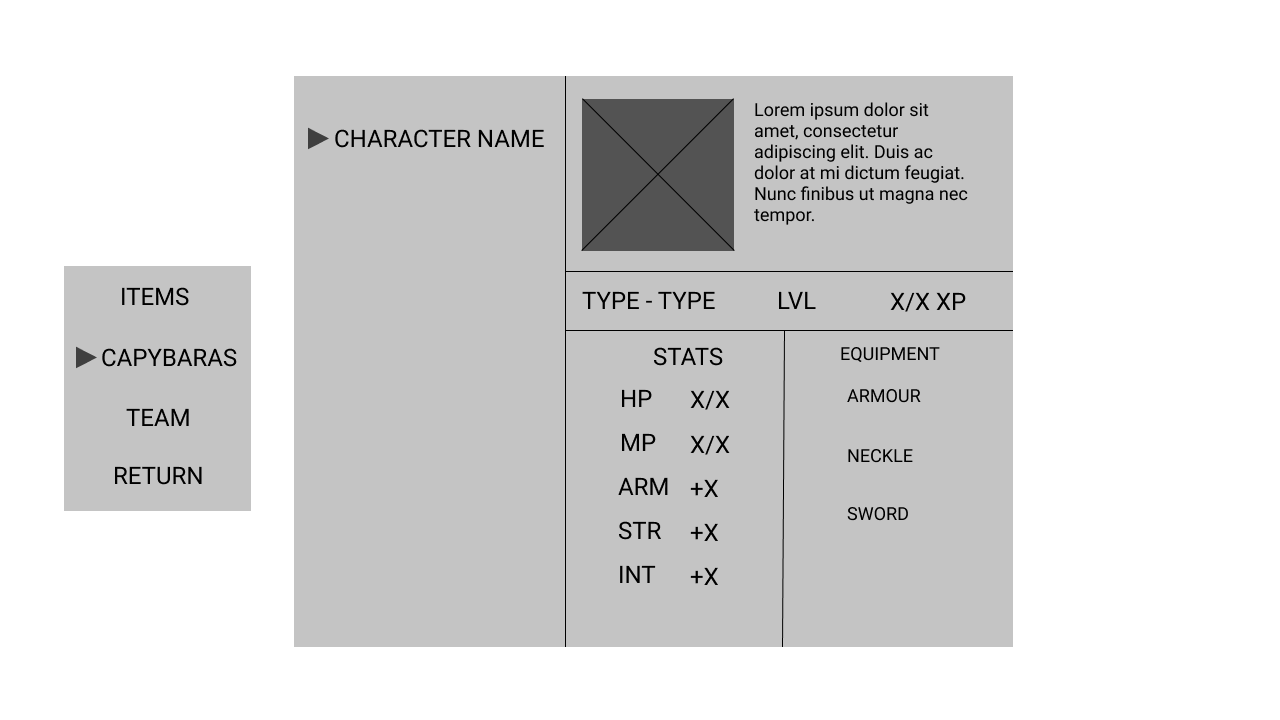 ITEMS
CAPYBARAS
TEAM
RETURN
CHARACTER NAME
Lorem ipsum dolor sit
amet, consectetur
adipiscing elit. Duis ac
dolor at mi dictum feugiat.
Nunc finibus ut magna nec
tempor.
TYPE - TYPE LVL X/X XP
STATS
HP X/X
MP X/X
ARM +X
STR +X
INT +X
EQUIPMENT
ARMOUR
NECKLE
SWORD